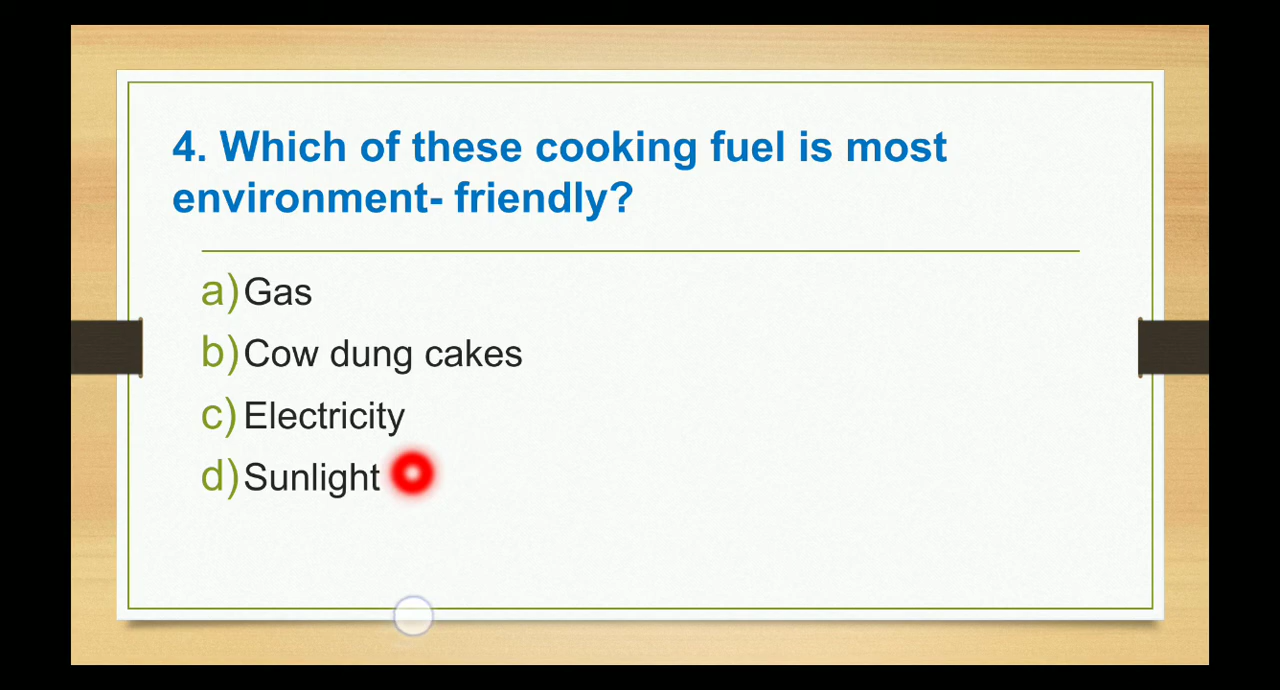 4. Which of these cooking fuel is most
environment- friendly?
a) Gas
b) Cow dung cakes
c) Electricity
d) Sunlight